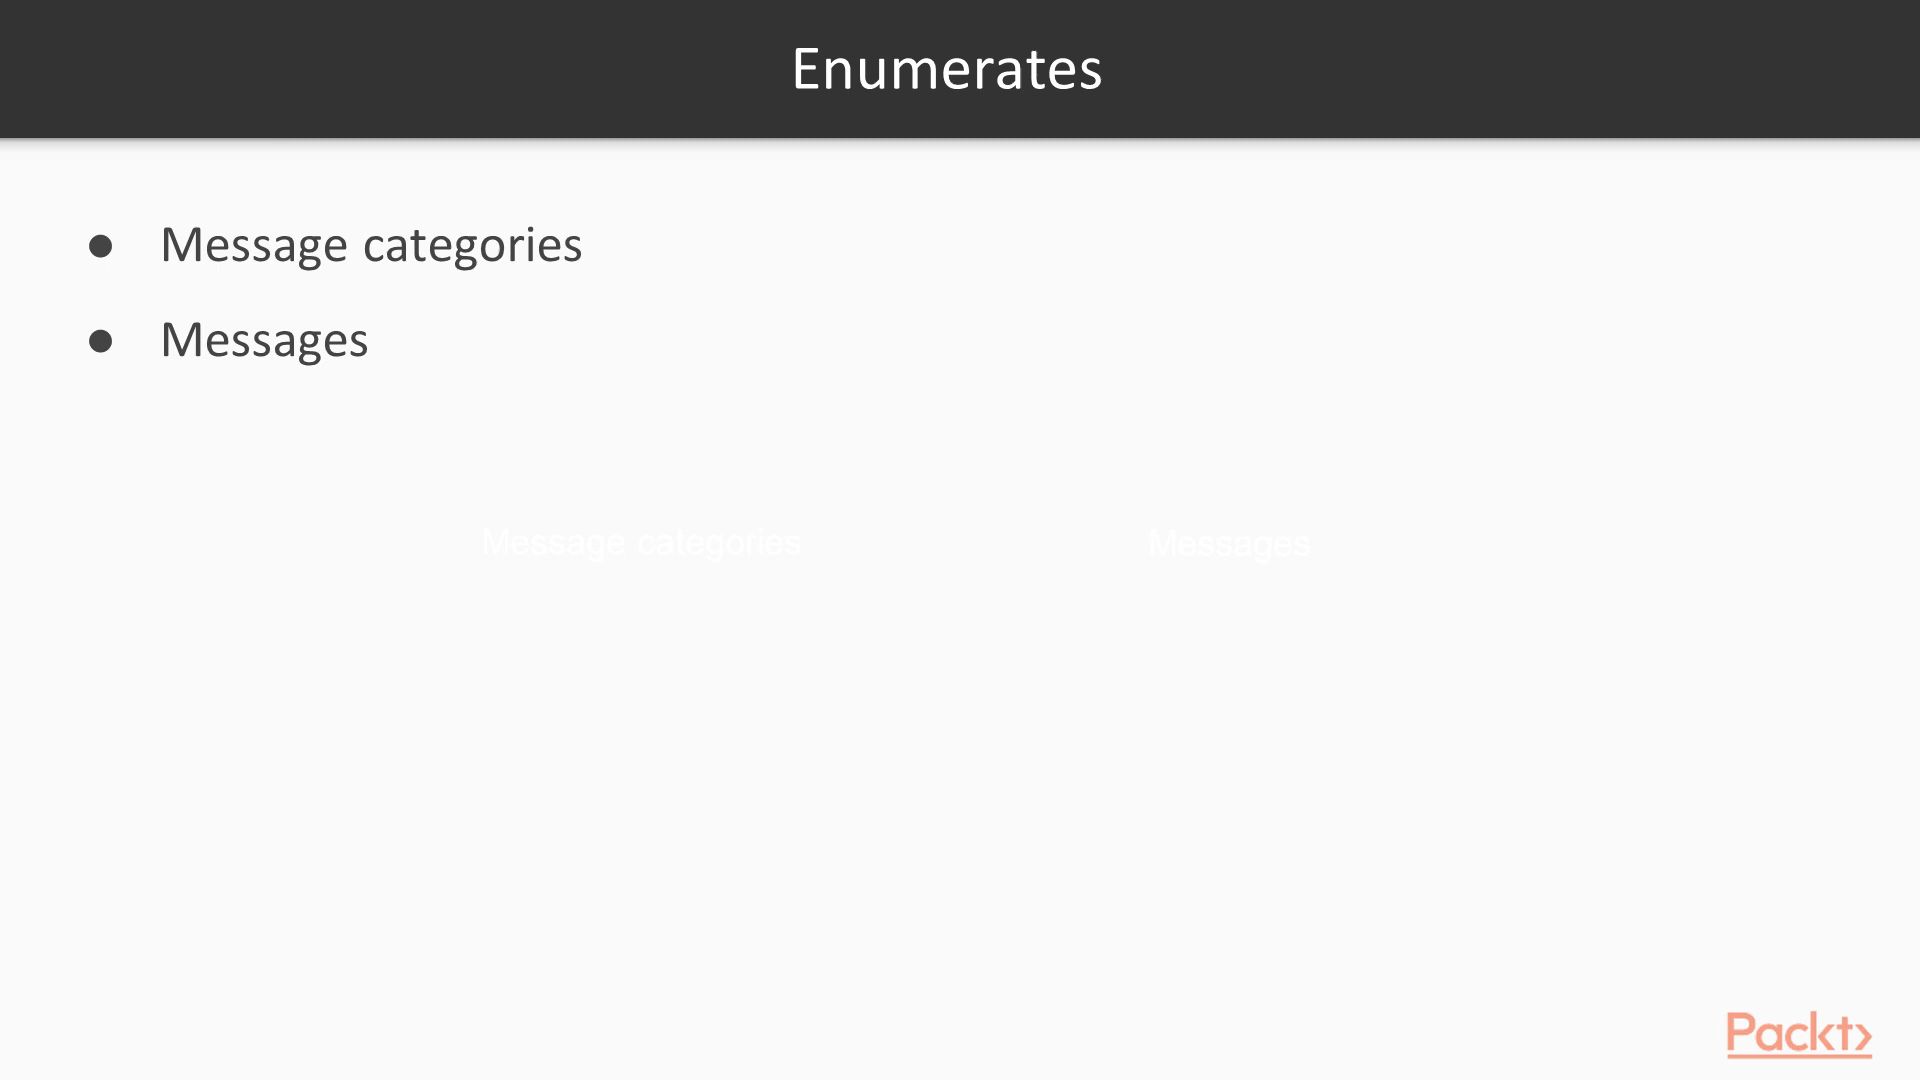 Enumerates
● Message categories
● Messages
Message categories Messages
Packt>